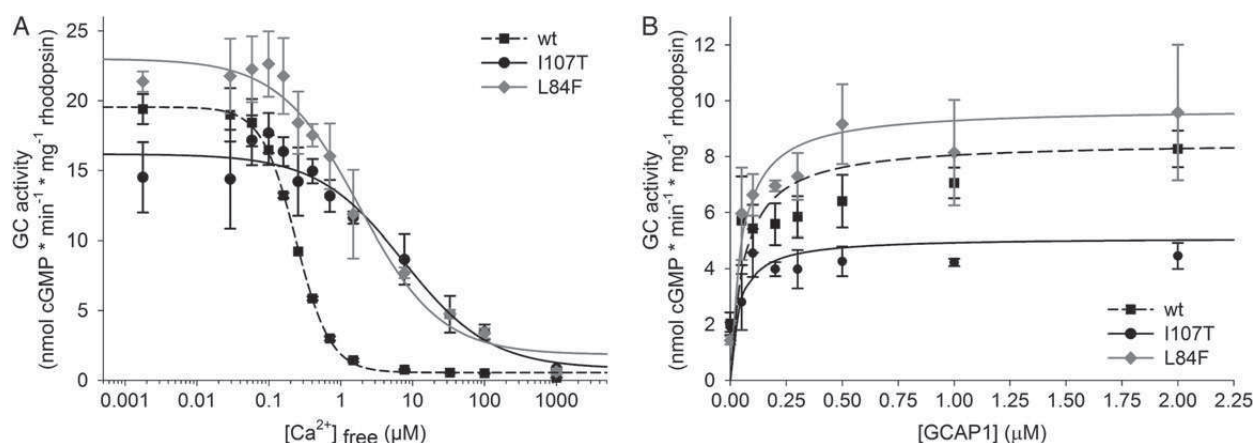 A
GC activity
(nmol cGMP * min⁻¹ * mg⁻¹ rhodopsin)
25
20
15
10
5
0
0.001
0.01
0.1
1
10
100
1000
[Ca²⁺] free (µM)
wt
I107T
L84F
B
GC activity
(nmol cGMP * min⁻¹ * mg⁻¹ rhodopsin)
12
10
8
6
4
2
0
0.00
0.25
0.50
0.75
1.00
1.25
1.50
1.75
2.00
2.25
[GCAP1] (µM)
wt
I107T
L84F